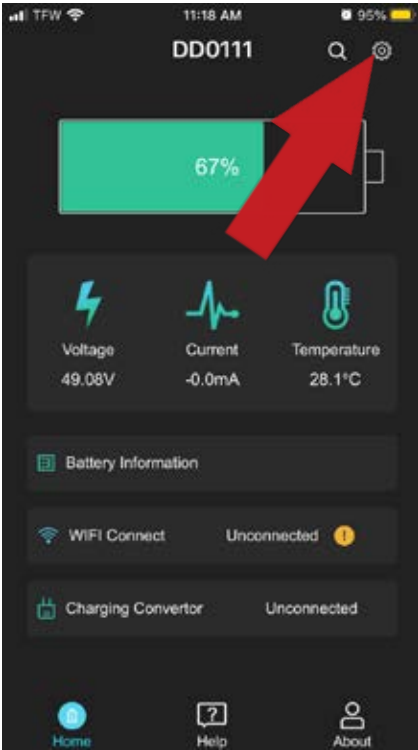 TFW 11:18 AM 95%
DD0111
67%
Voltage Current Temperature
49.08V -0.0mA 28.1°C
Battery Information
WIFI Connect Unconnected !
Charging Convertor Unconnected
?
Home Help About